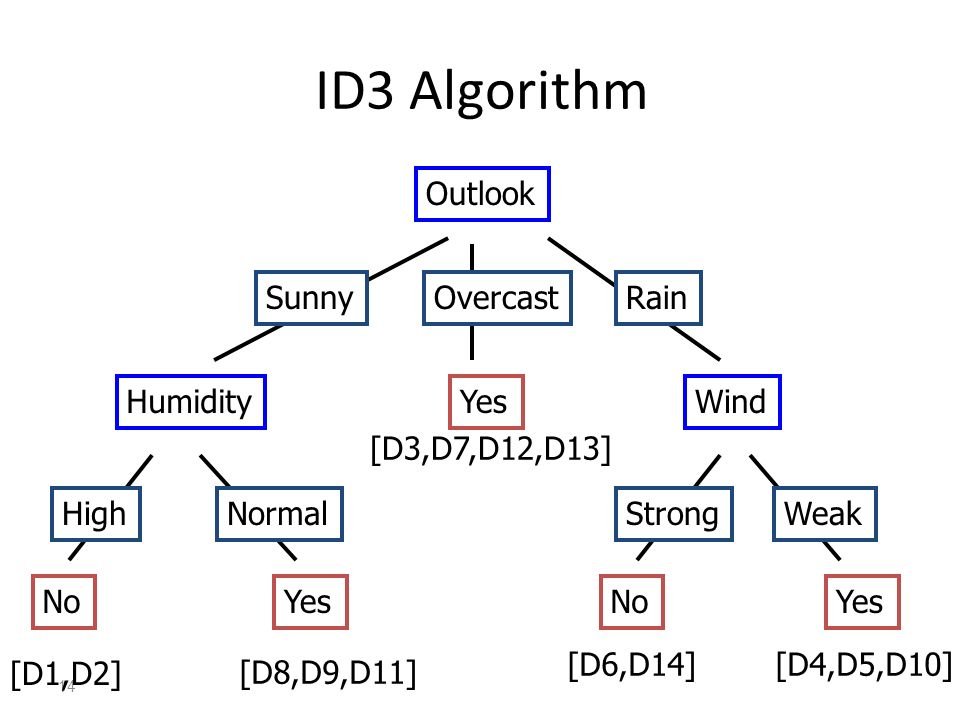 ID3 Algorithm
Outlook
Sunny Overcast Rain
Humidity Yes Wind
[D3,D7,D12,D13]
High Normal Strong Weak
No Yes No Yes
[D1,D2] [D8,D9,D11] [D6,D14] [D4,D5,D10]
14